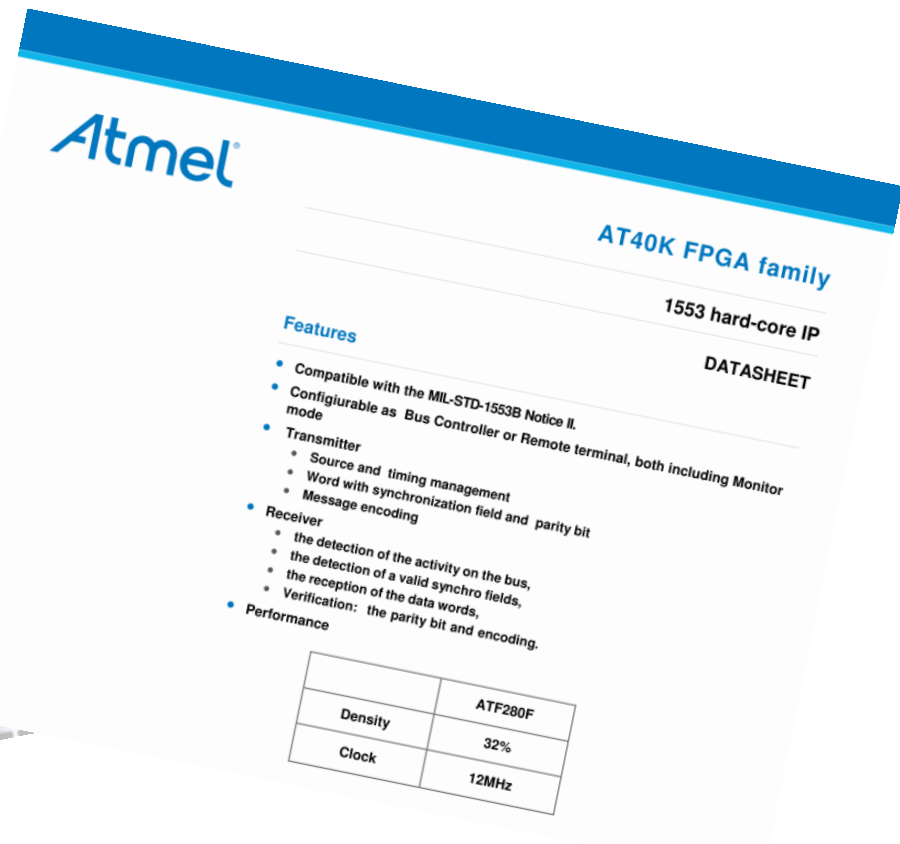 Atmel®
AT40K FPGA family
1553 hard-core IP
DATASHEET
Features
• Compatible with the MIL-STD-1553B Notice II.
• Configiurable as Bus Controller or Remote terminal, both including Monitor
mode
• Transmitter
• Source and timing management
• Word with synchronization field and parity bit
• Message encoding
• Receiver
• the detection of the activity on the bus,
• the detection of a valid synchro fields,
• the reception of the data words,
• Verification: the parity bit and encoding.
• Performance
ATF280F
Density 32%
Clock 12MHz